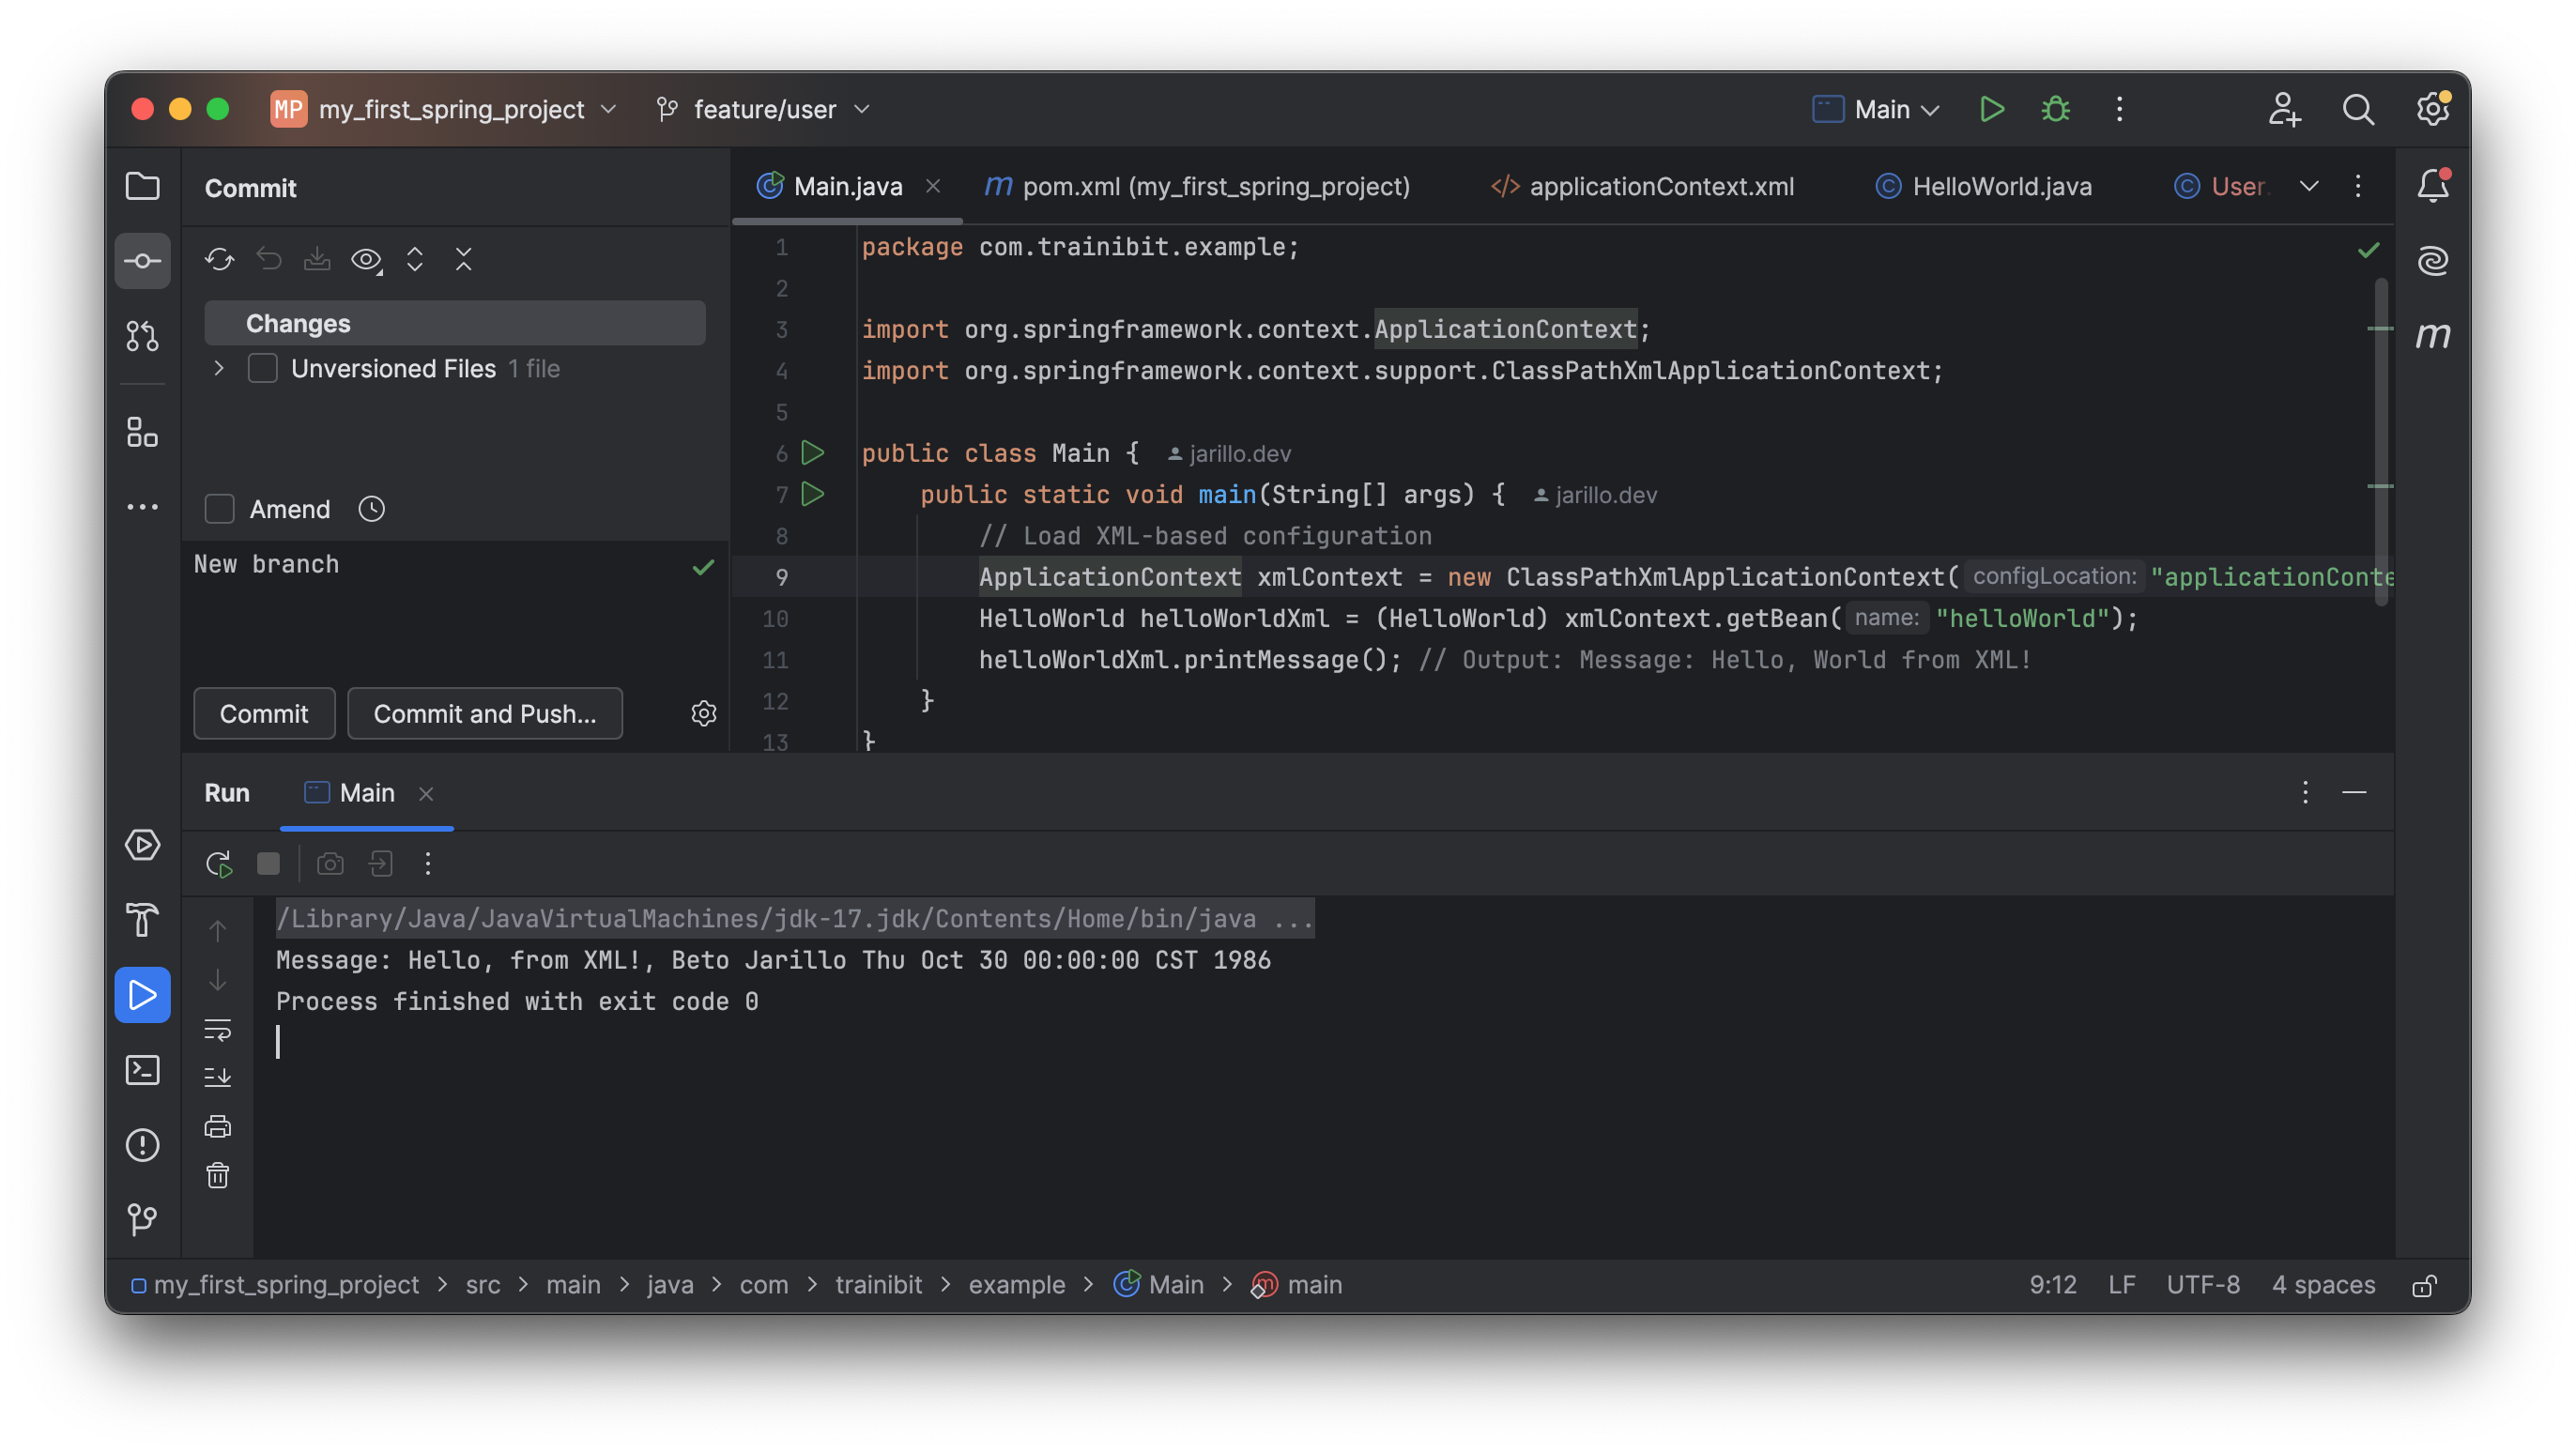 MP my_first_spring_project feature/user Main
Commit
Main.java pom.xml (my_first_spring_project) applicationContext.xml HelloWorld.java User.
Changes
Unversioned Files 1 file
Amend
New branch
Commit Commit and Push...
1 package com.trainibit.example;
2
3 import org.springframework.context.ApplicationContext;
4 import org.springframework.context.support.ClassPathXmlApplicationContext;
5
6 public class Main { jarillo.dev
7 public static void main(String[] args) { jarillo.dev
8 // Load XML-based configuration
9 ApplicationContext xmlContext = new ClassPathXmlApplicationContext( configLocation: "applicationConte
10 HelloWorld helloWorldXml = (HelloWorld) xmlContext.getBean( name: "helloWorld");
11 helloWorldXml.printMessage(); // Output: Message: Hello, World from XML!
12 }
13 }
Run Main
/Library/Java/JavaVirtualMachines/jdk-17.jdk/Contents/Home/bin/java ...
Message: Hello, from XML!, Beto Jarillo Thu Oct 30 00:00:00 CST 1986
Process finished with exit code 0
my_first_spring_project > src > main > java > com > trainibit > example > Main > main
9:12 LF UTF-8 4 spaces